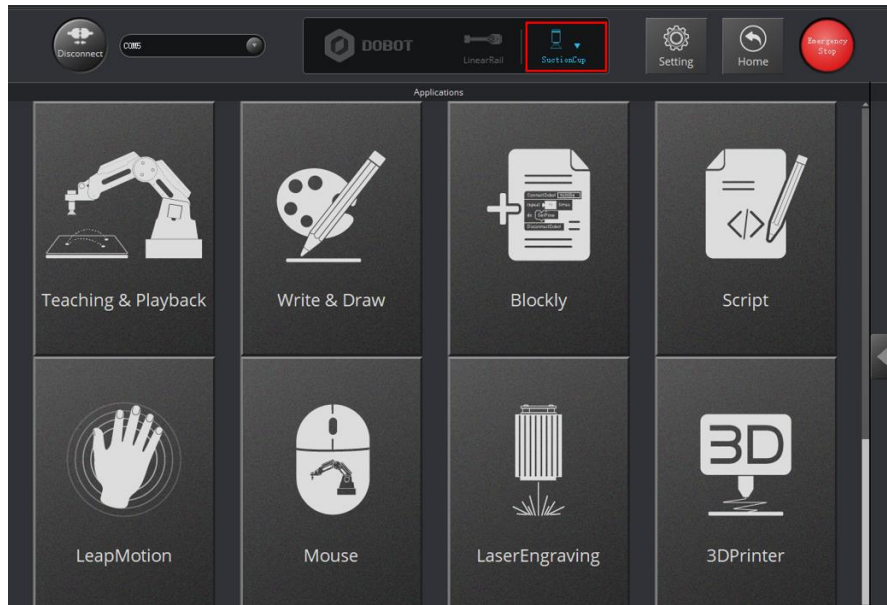 Disconnect
COM5
DOBOT
LinearRail
SuctionCup
Setting
Home
Emergency
Stop
Applications
Teaching & Playback
Write & Draw
Blockly
Script
LeapMotion
Mouse
LaserEngraving
3D
3DPrinter